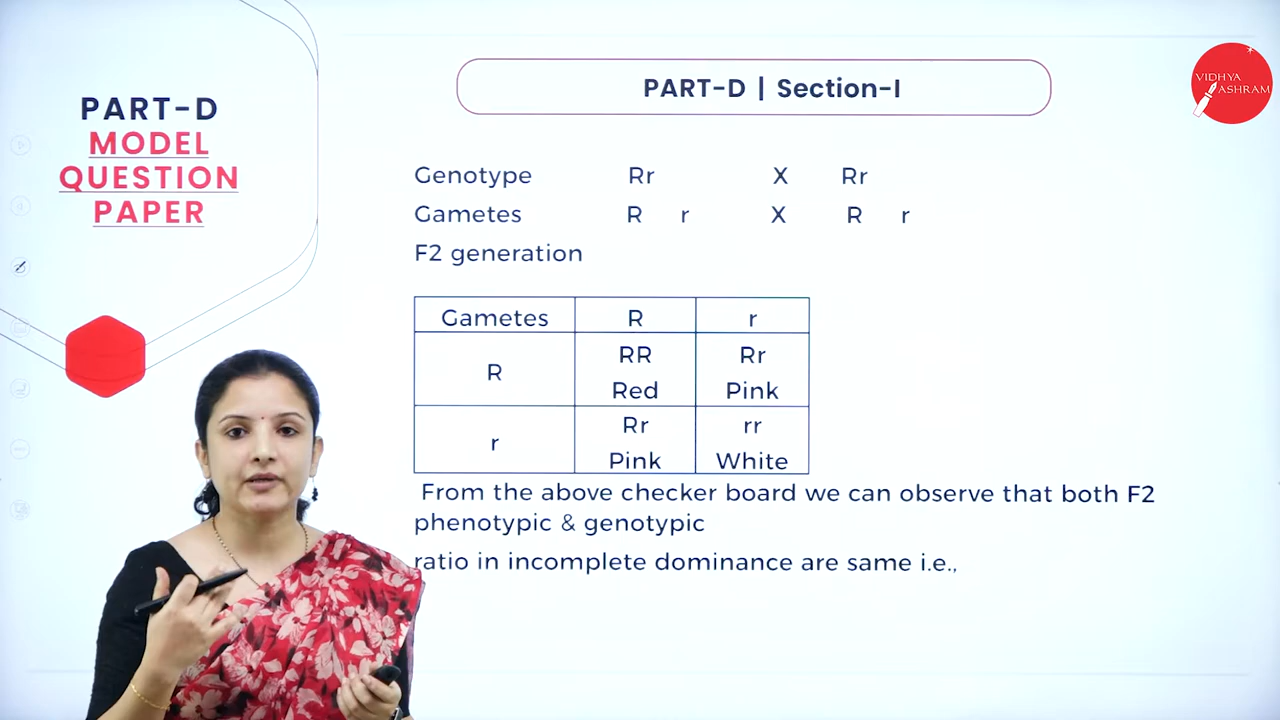 PART-D
MODEL
QUESTION
PAPER
PART-D | Section-I
VIDHYA
ASHRAM
Genotype Rr X Rr
Gametes R r X R r
F2 generation
Gametes R r
R RR Red Rr Pink
r Rr Pink rr White
From the above checker board we can observe that both F2
phenotypic & genotypic
ratio in incomplete dominance are same i.e.,